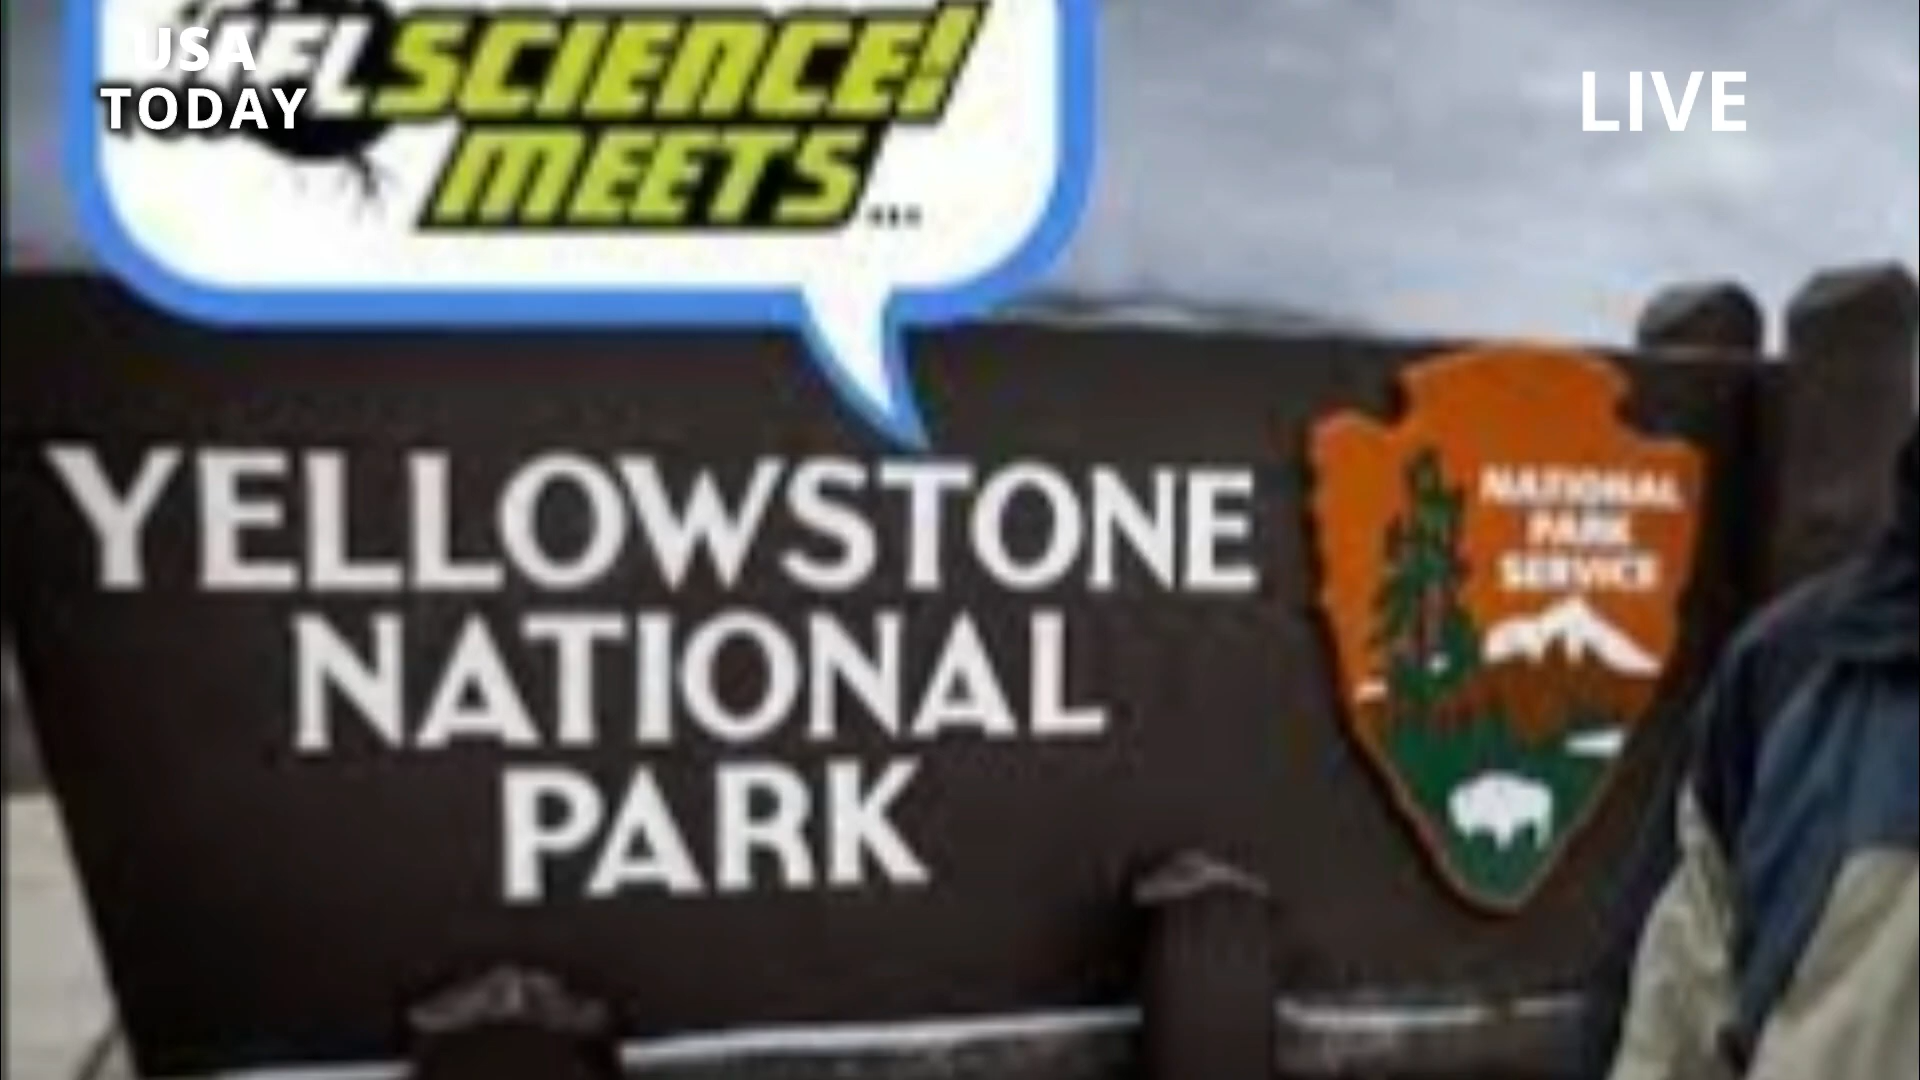 USA
TODAY
LIVE
SCIENCE!
MEETS...
YELLOWSTONE
NATIONAL
PARK
NATIONAL
PARK
SERVICE